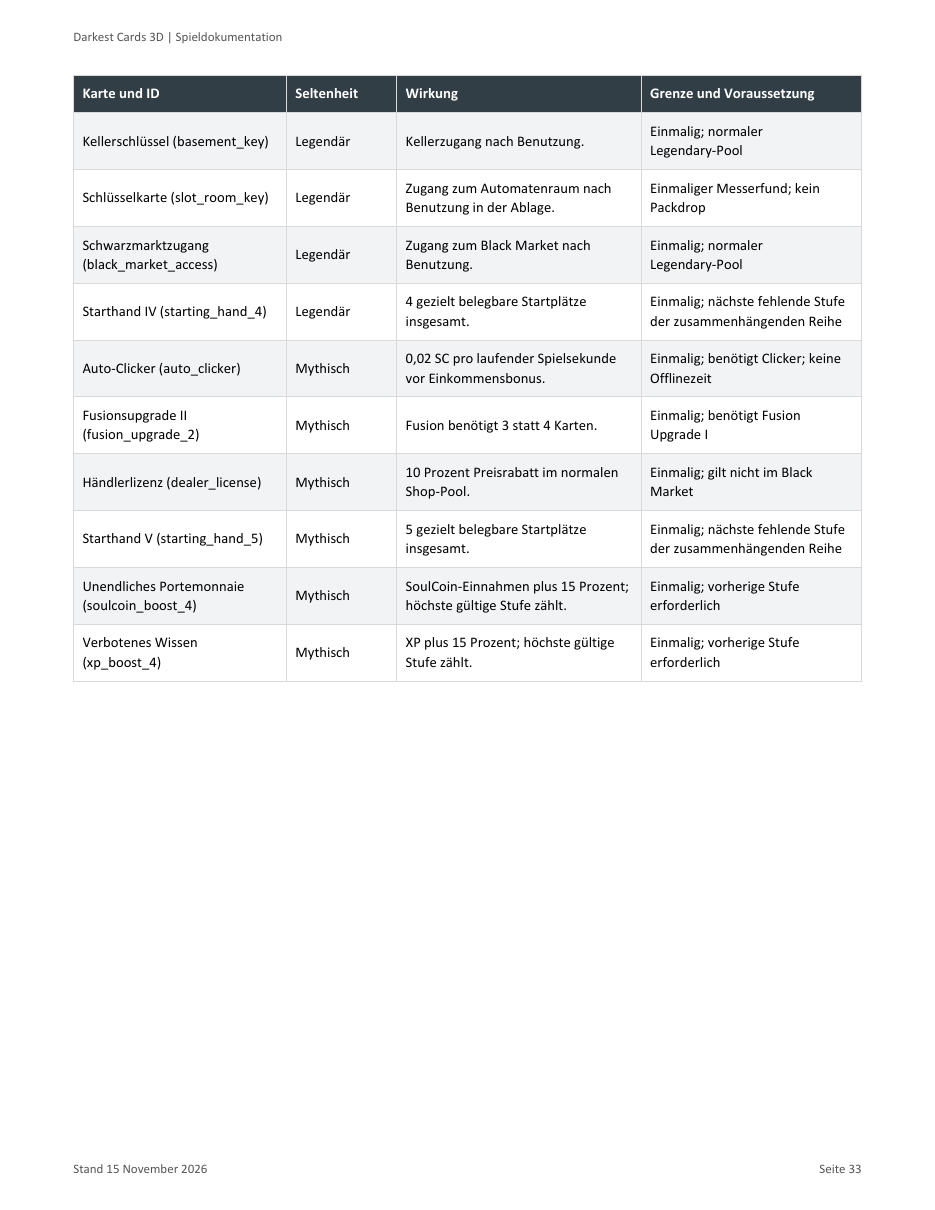 Darkest Cards 3D | Spieldokumentation
Karte und ID Seltenheit Wirkung Grenze und Voraussetzung
Kellerschlüssel (basement_key) Legendär Kellerzugang nach Benutzung. Einmalig; normaler
Legendary-Pool
Schlüsselkarte (slot_room_key) Legendär Zugang zum Automatenraum nach
Benutzung in der Ablage.
Einmaliger Messerfund; kein
Packdrop
Schwarzmarktzugang
(black_market_access)
Legendär
Zugang zum Black Market nach
Benutzung.
Einmalig; normaler
Legendary-Pool
Starthand IV (starting_hand_4) Legendär 4 gezielt belegbare Startplätze
insgesamt.
Einmalig; nächste fehlende Stufe
der zusammenhängenden Reihe
Auto-Clicker (auto_clicker) Mythisch 0,02 SC pro laufender Spielsekunde
vor Einkommensbonus.
Einmalig; benötigt Clicker; keine
Offlinezeit
Fusionsupgrade II
(fusion_upgrade_2)
Mythisch
Fusion benötigt 3 statt 4 Karten.
Einmalig; benötigt Fusion
Upgrade I
Händlerlizenz (dealer_license) Mythisch 10 Prozent Preisrabatt im normalen
Shop-Pool.
Einmalig; gilt nicht im Black
Market
Starthand V (starting_hand_5) Mythisch 5 gezielt belegbare Startplätze
insgesamt.
Einmalig; nächste fehlende Stufe
der zusammenhängenden Reihe
Unendliches Portemonnaie
(soulcoin_boost_4)
Mythisch
SoulCoin-Einnahmen plus 15 Prozent;
höchste gültige Stufe zählt.
Einmalig; vorherige Stufe
erforderlich
Verbotenes Wissen
(xp_boost_4)
Mythisch
XP plus 15 Prozent; höchste gültige
Stufe zählt.
Einmalig; vorherige Stufe
erforderlich
Stand 15 November 2026 Seite 33